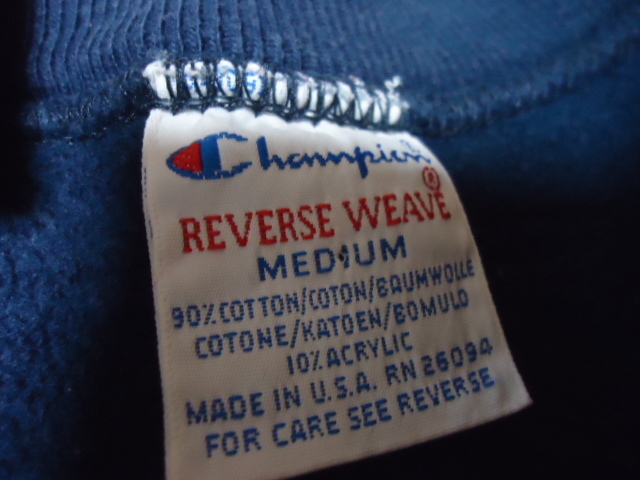 Champion®
REVERSE WEAVE
MEDIUM
90% COTTON/COTON/BAUMWOLLE
COTONE/KATOEN/BOMULD
10% ACRYLIC
MADE IN U.S.A. RN 26094
FOR CARE SEE REVERSE